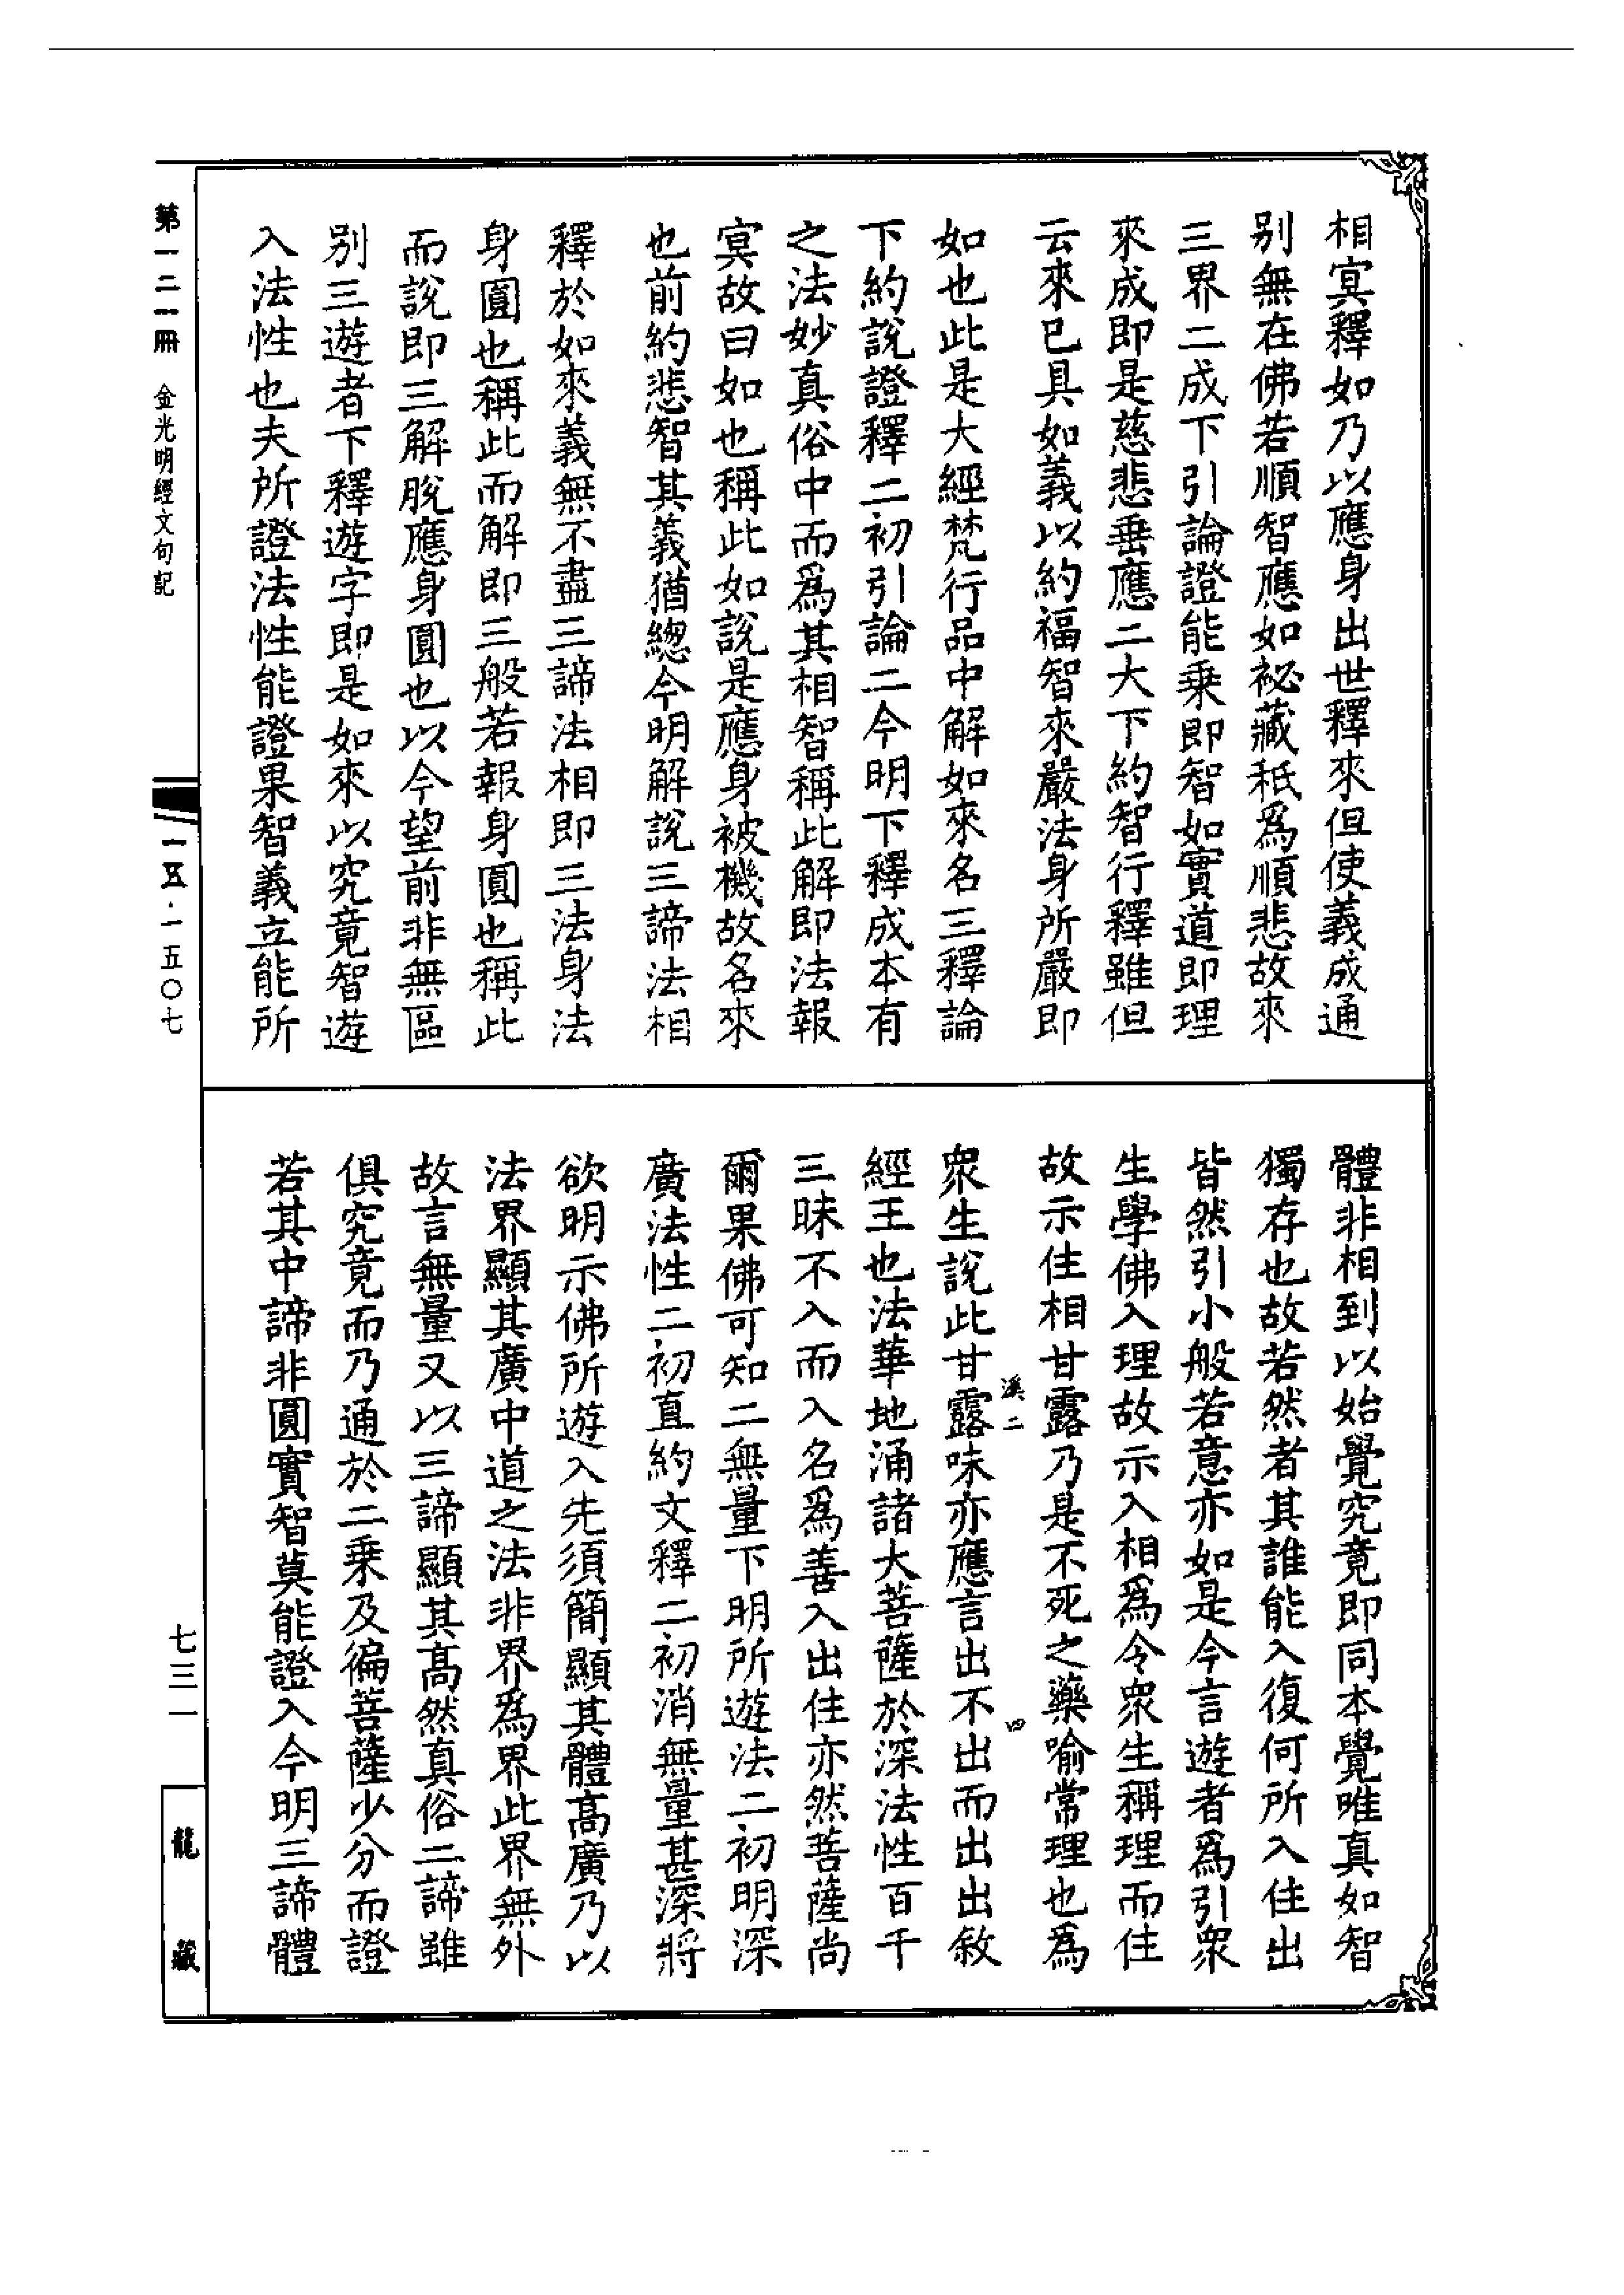 相冥釋如乃以應身出世釋來但使義成通
别無在佛若順智應如祕藏秖爲順悲故來
三界二成下引論證能乗即智如實道即理
來成即是慈悲垂應二大下約智行釋雖但
云來已具如義以約福智來嚴法身所嚴即
如也此是大經梵行品中解如來名三釋論
下約說證釋二初引論二今明下釋成本有
之法妙真俗中而爲其相智稱此解即法報
冥故曰如也稱此如說是應身被機故名來
也前約悲智其義猶總今明解說三諦法相
釋於如來義無不盡三諦法相即三法身法
身圓也稱此而解即三般若報身圓也稱此
而說即三解脫應身圓也以今望前非無區
别三遊者下釋遊字即是如來以究竟智遊
入法性也夫所證法性能證果智義立能所
體非相到以始覺究竟即同本覺唯真如智
獨存也故若然者其誰能入復何所入住出
皆然引小般若意亦如是今言遊者爲引衆
生學佛入理故示入相爲令衆生稱理而住
故示住相甘露乃是不死之藥喻常理也爲
溪二
四
衆生說此甘露味亦應言出不出而出出敘
經王也法華地涌諸大菩薩於深法性百千
三昧不入而入名爲善入出住亦然菩薩尚
爾果佛可知二無量下明所遊法二初明深
廣法性二初直約文釋二初消無量甚深將
欲明示佛所遊入先須簡顯其體高廣乃以
法界顯其廣中道之法非界爲界此界無外
故言無量又以三諦顯其高然真俗二諦雖
俱究竟而乃通於二乗及徧菩薩少分而證
若其中諦非圓實智莫能證入今明三諦體
第一二一冊 金光明經文句記
一五·一五〇七
七三一
龍藏